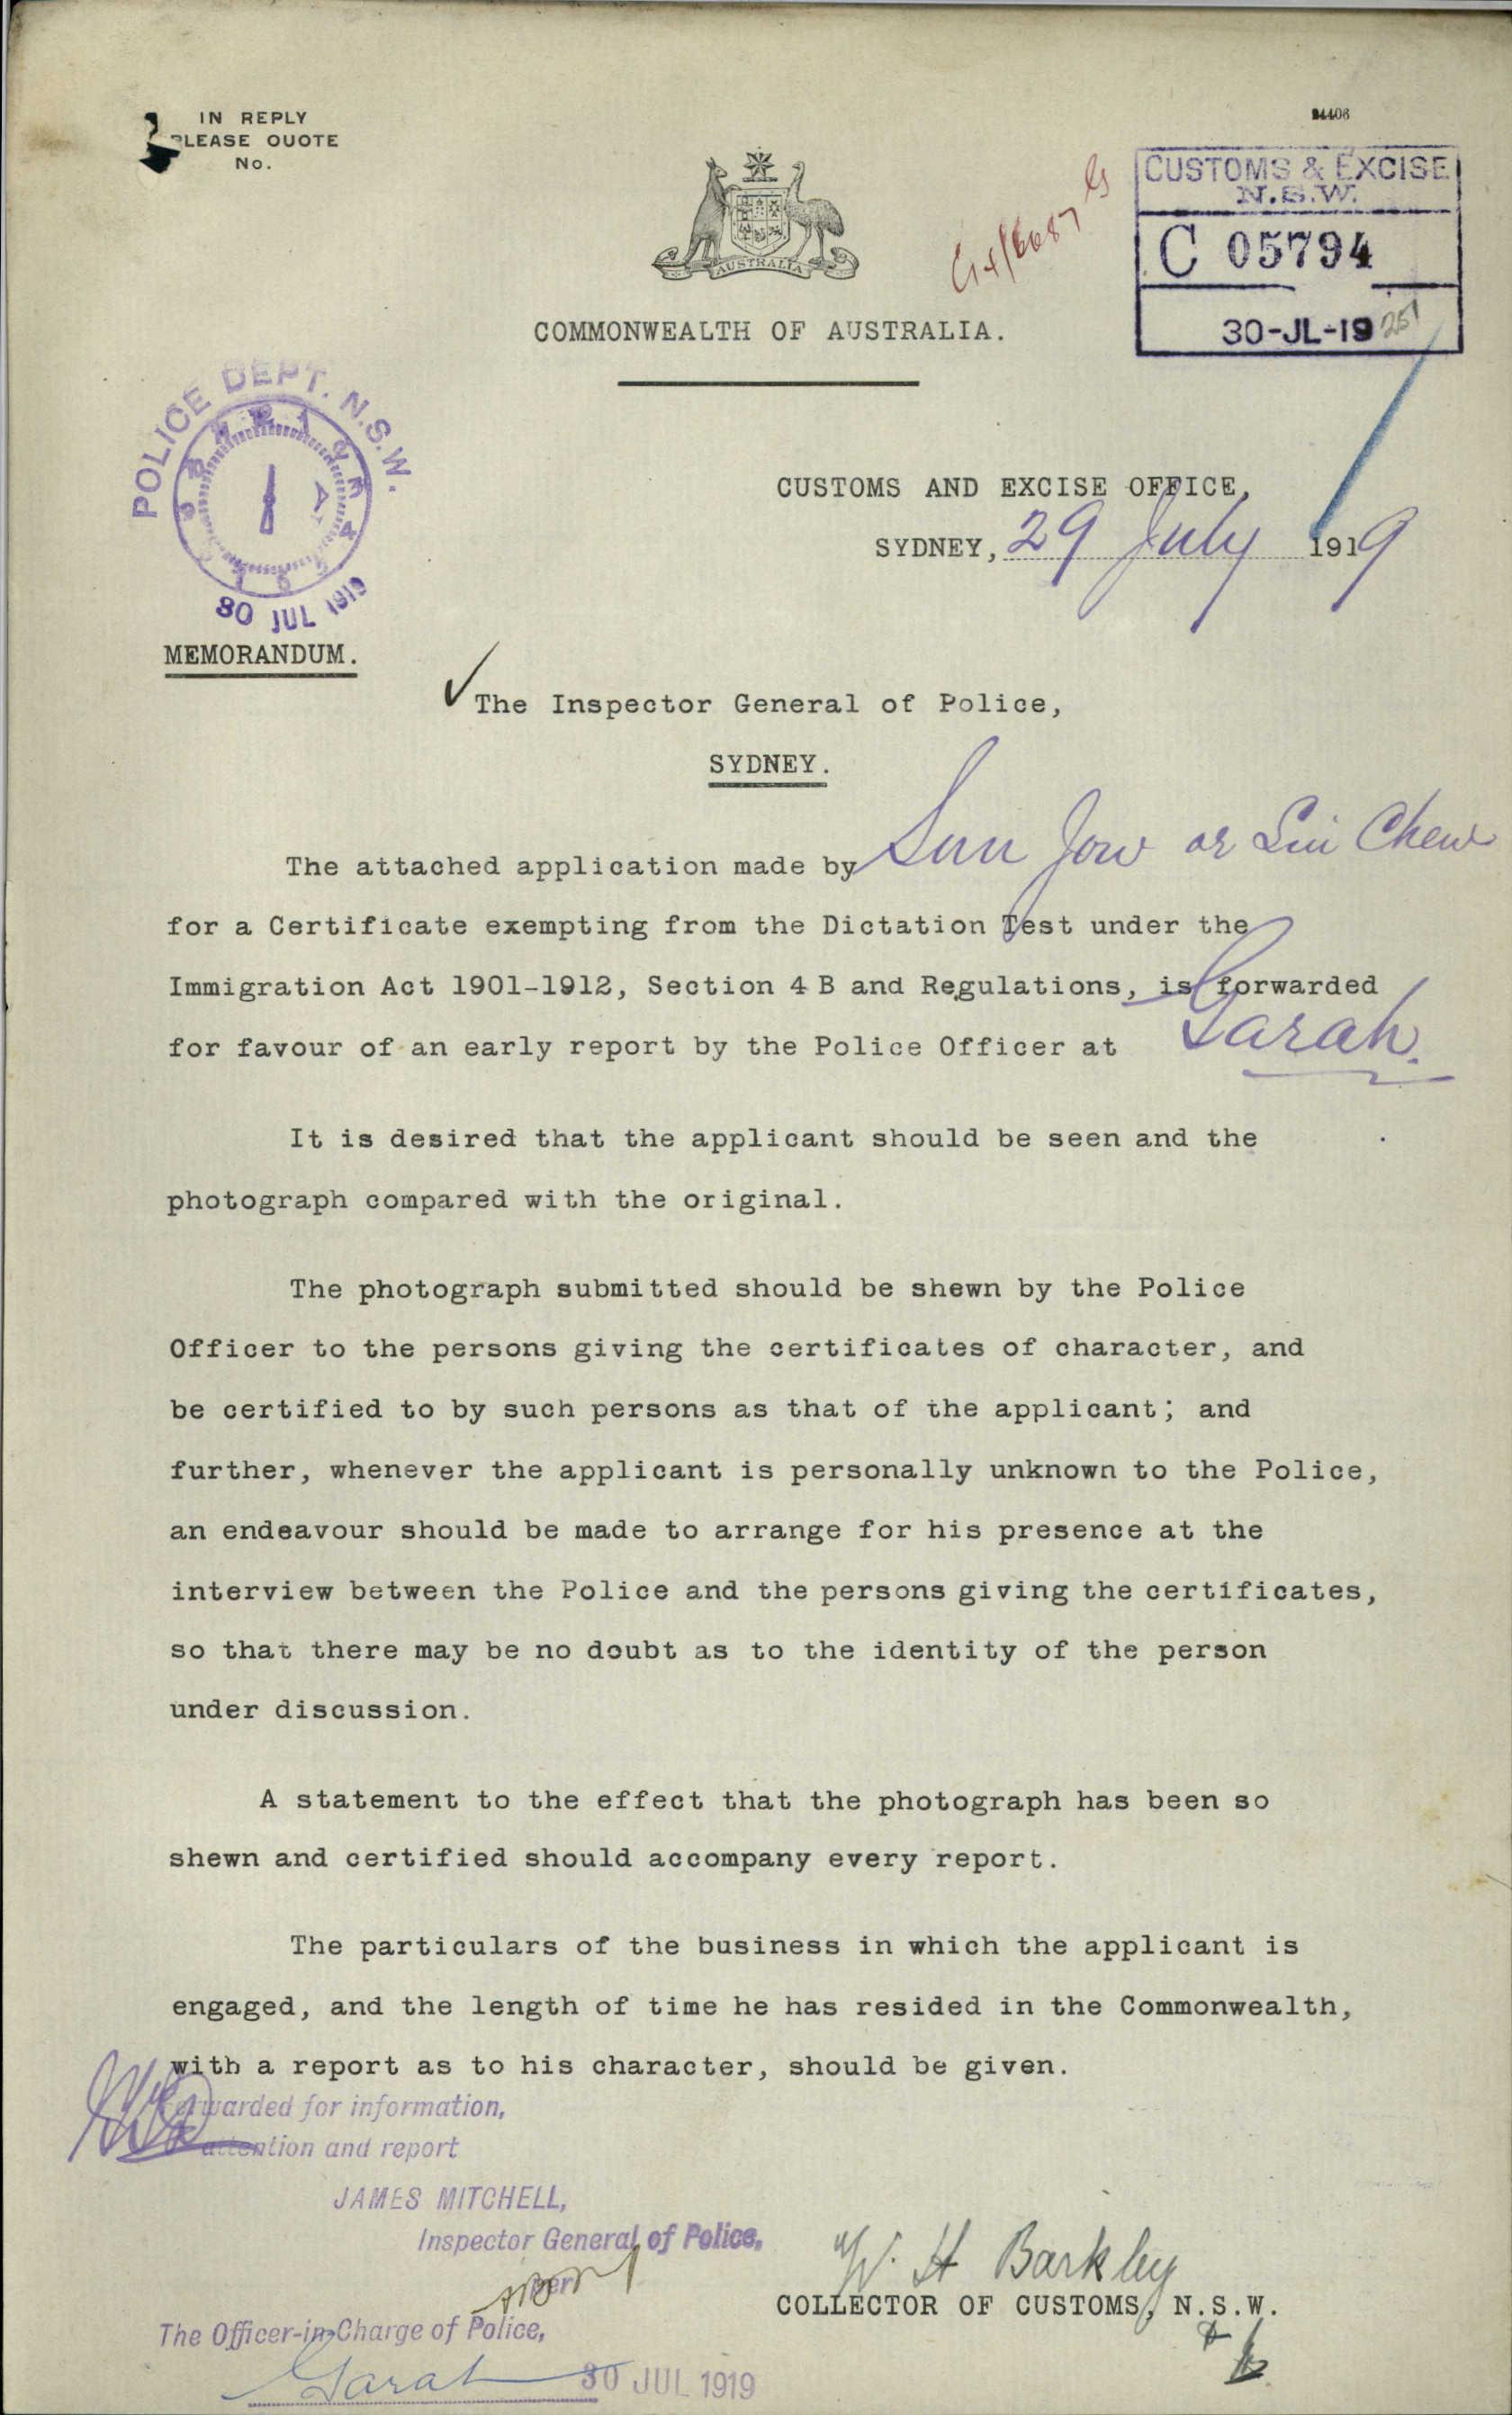 IN REPLY
PLEASE QUOTE
No.
94406
CUSTOMS & EXCISE
N.S.W.
C 05794
30-JL-19
AUSTRALIA
COMMONWEALTH OF AUSTRALIA.
POLICE DEPT. N.S.W.
30 JUL 1919
CUSTOMS AND EXCISE OFFICE,
SYDNEY, 29 July 1919
MEMORANDUM.
The Inspector General of Police,
SYDNEY.
The attached application made by Sun Jow or Sui Chew
for a Certificate exempting from the Dictation Test under the
Immigration Act 1901-1912, Section 4 B and Regulations, is forwarded
for favour of an early report by the Police Officer at Garah.
It is desired that the applicant should be seen and the
photograph compared with the original.
The photograph submitted should be shewn by the Police
Officer to the persons giving the certificates of character, and
be certified to by such persons as that of the applicant; and
further, whenever the applicant is personally unknown to the Police,
an endeavour should be made to arrange for his presence at the
interview between the Police and the persons giving the certificates,
so that there may be no doubt as to the identity of the person
under discussion.
A statement to the effect that the photograph has been so
shewn and certified should accompany every report.
The particulars of the business in which the applicant is
engaged, and the length of time he has resided in the Commonwealth,
with a report as to his character, should be given.
Forwarded for information,
attention and report
JAMES MITCHELL,
Inspector General of Police,
per
W. H Barkley
COLLECTOR OF CUSTOMS, N.S.W.
The Officer-in-Charge of Police,
Garah 30 JUL 1919